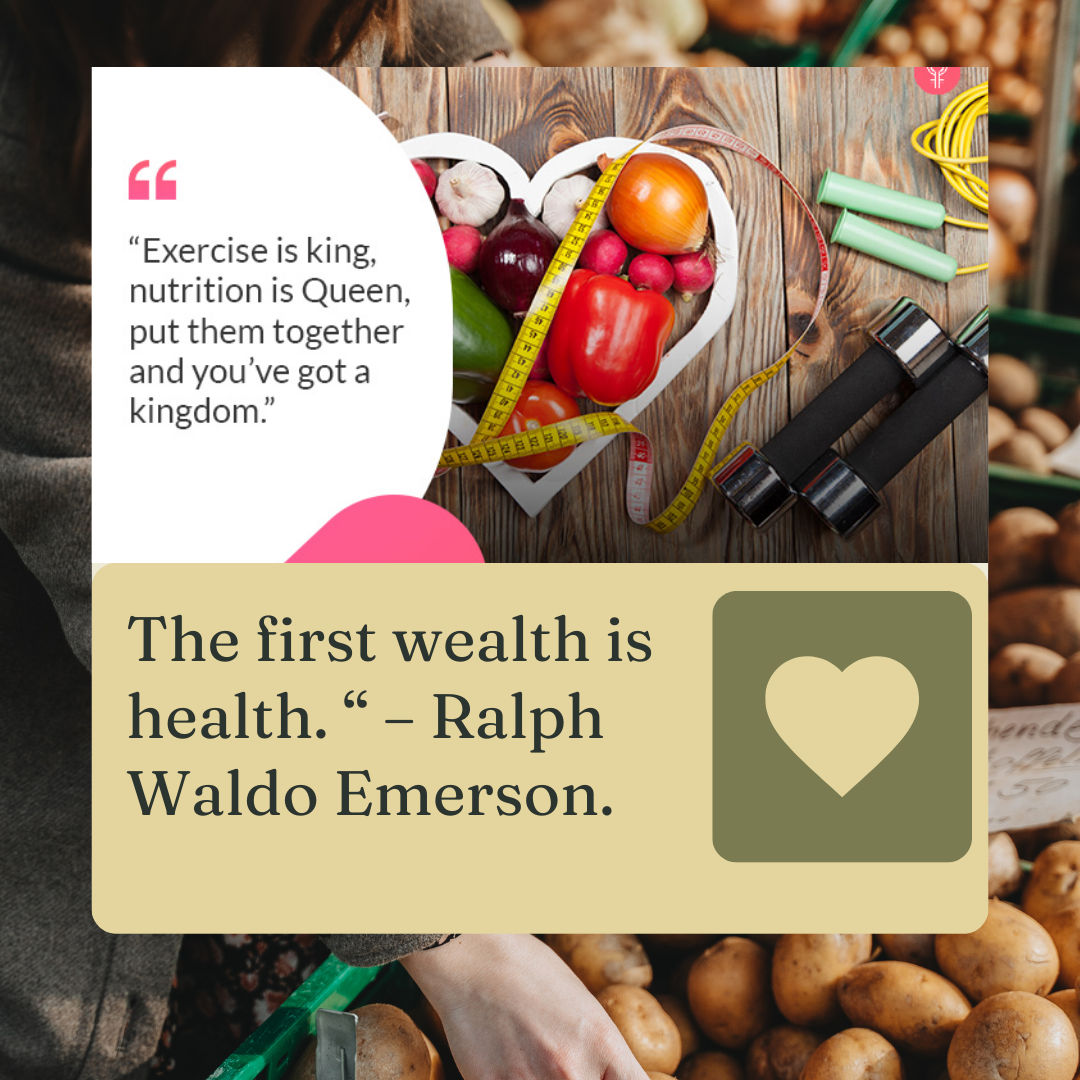 “Exercise is king,
nutrition is Queen,
put them together
and you’ve got a
kingdom.”
The first wealth is
health. “ – Ralph
Waldo Emerson.